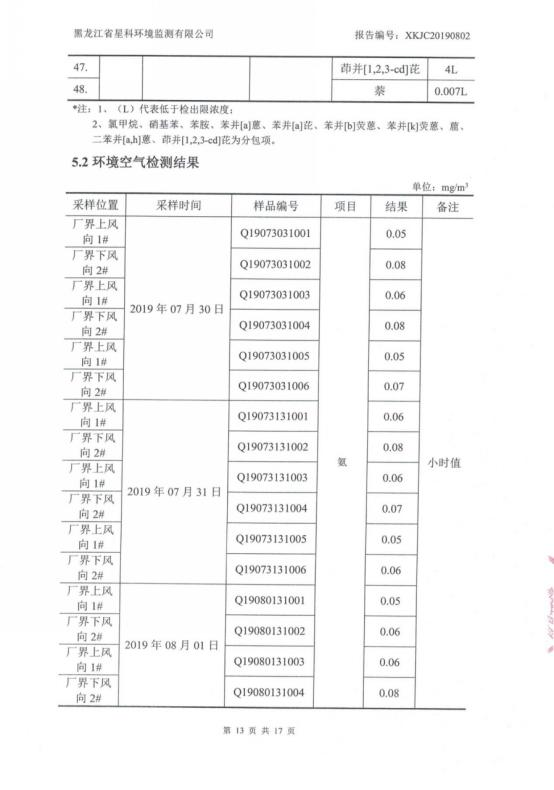 黑龙江省星科环境监测有限公司 报告编号：XKJC20190802
47. 茚并[1,2,3-cd]芘 4L
48. 萘 0.007L
*注：1、（L）代表低于检出限浓度；
2、氯甲烷、硝基苯、苯胺、苯并[a]蒽、苯并[a]芘、苯并[b]荧蒽、苯并[k]荧蒽、䓛、
二苯并[a,h]蒽、茚并[1,2,3-cd]芘为分包项。
5.2 环境空气检测结果
单位：mg/m³
采样位置 采样时间 样品编号 项目 结果 备注
厂界上风
向 1# Q19073031001 0.05
厂界下风
向 2# Q19073031002 0.08
厂界上风
向 1# Q19073031003 0.06
2019 年 07 月 30 日
厂界下风
向 2# Q19073031004 0.08
厂界上风
向 1# Q19073031005 0.05
厂界下风
向 2# Q19073031006 0.07
厂界上风
向 1# Q19073131001 0.06
厂界下风
向 2# Q19073131002 0.08
氨 小时值
厂界上风
向 1# Q19073131003 0.06
2019 年 07 月 31 日
厂界下风
向 2# Q19073131004 0.07
厂界上风
向 1# Q19073131005 0.05
厂界下风
向 2# Q19073131006 0.06
厂界上风
向 1# Q19080131001 0.05
厂界下风
向 2# Q19080131002 0.06
2019 年 08 月 01 日
厂界上风
向 1# Q19080131003 0.06
厂界下风
向 2# Q19080131004 0.08
第 13 页 共 17 页